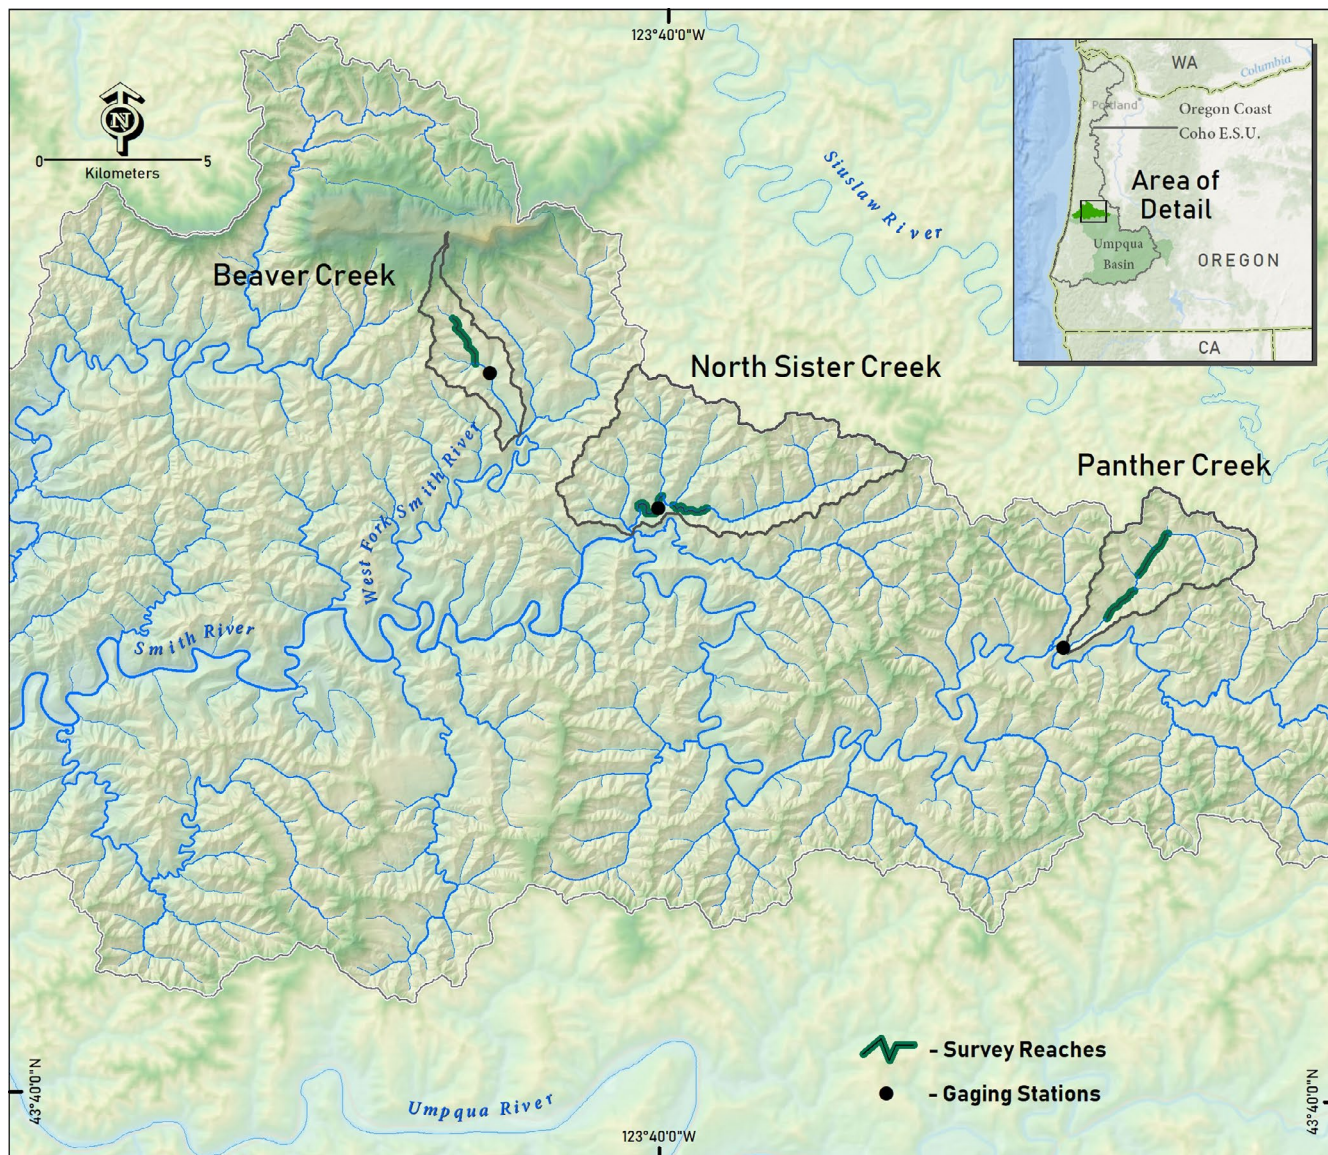 123°40'0"W
N
0 5
Kilometers
WA
Columbia
Portland
Oregon Coast
Coho E.S.U.
Area of
Detail
Umpqua
Basin
OREGON
CA
Siuslaw River
Beaver Creek
North Sister Creek
Panther Creek
West Fork Smith River
Smith River
- Survey Reaches
- Gaging Stations
Umpqua River
43°40'0"N
43°40'0"N
123°40'0"W